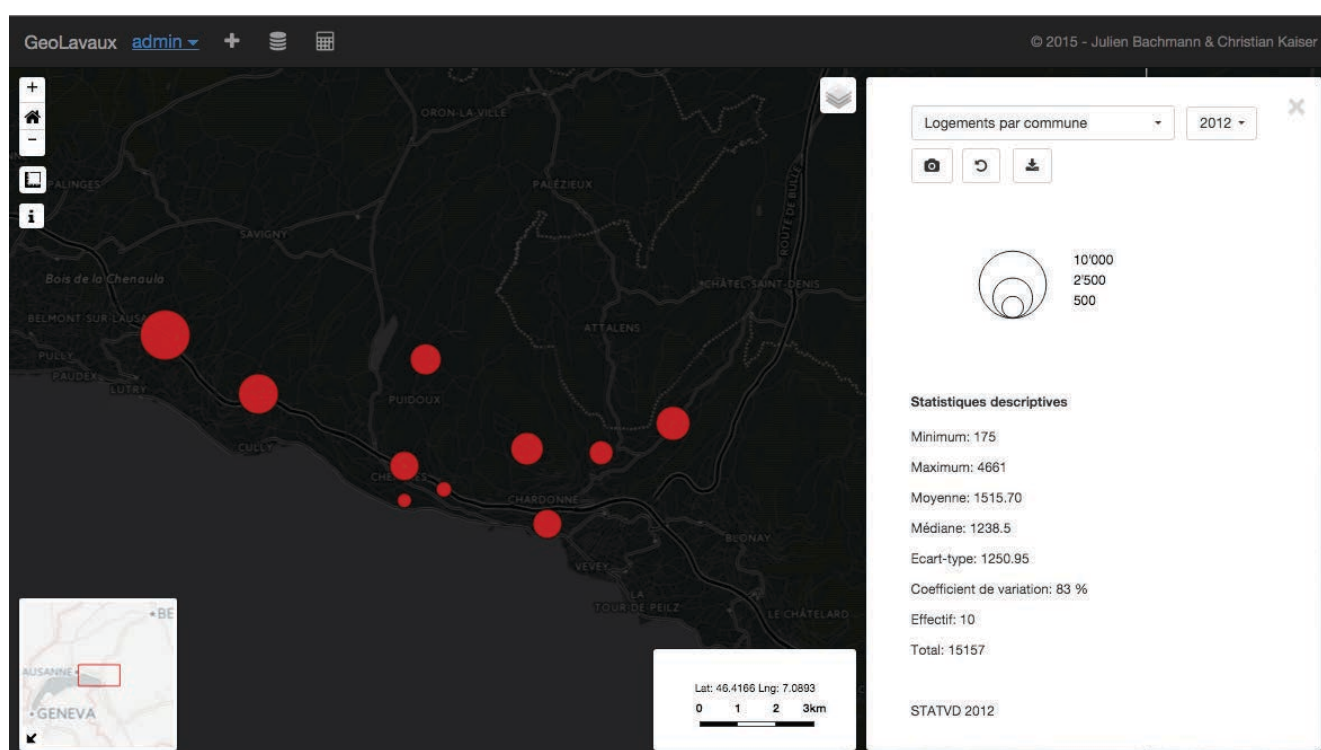 GeoLavaux admin
© 2015 - Julien Bachmann & Christian Kaiser
+
−
i
ORON-LA-VILLE
PALINGES
PALÉZIEUX
ROUTE DE BULLE
SAVIGNY
Bois de la Chenaula
CHÂTEL-SAINT-DENIS
BELMONT-SUR-LAUSA
ATTALENS
PULLY
PAUDEX
LUTRY
PUIDOUX
CULLY
CHARDONNE
BLONAY
VEVEY
LA
TOUR DE PEILZ
LE CHÂTELARD
BE
AUSANNE
GENEVA
Lat: 46.4166 Lng: 7.0893
0 1 2 3km
Logements par commune 2012
10'000
2'500
500
Statistiques descriptives
Minimum: 175
Maximum: 4661
Moyenne: 1515.70
Médiane: 1238.5
Ecart-type: 1250.95
Coefficient de variation: 83 %
Effectif: 10
Total: 15157
STATVD 2012